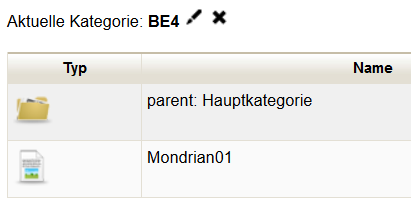 Aktuelle Kategorie: BE4
Typ Name
parent: Hauptkategorie
Mondrian01